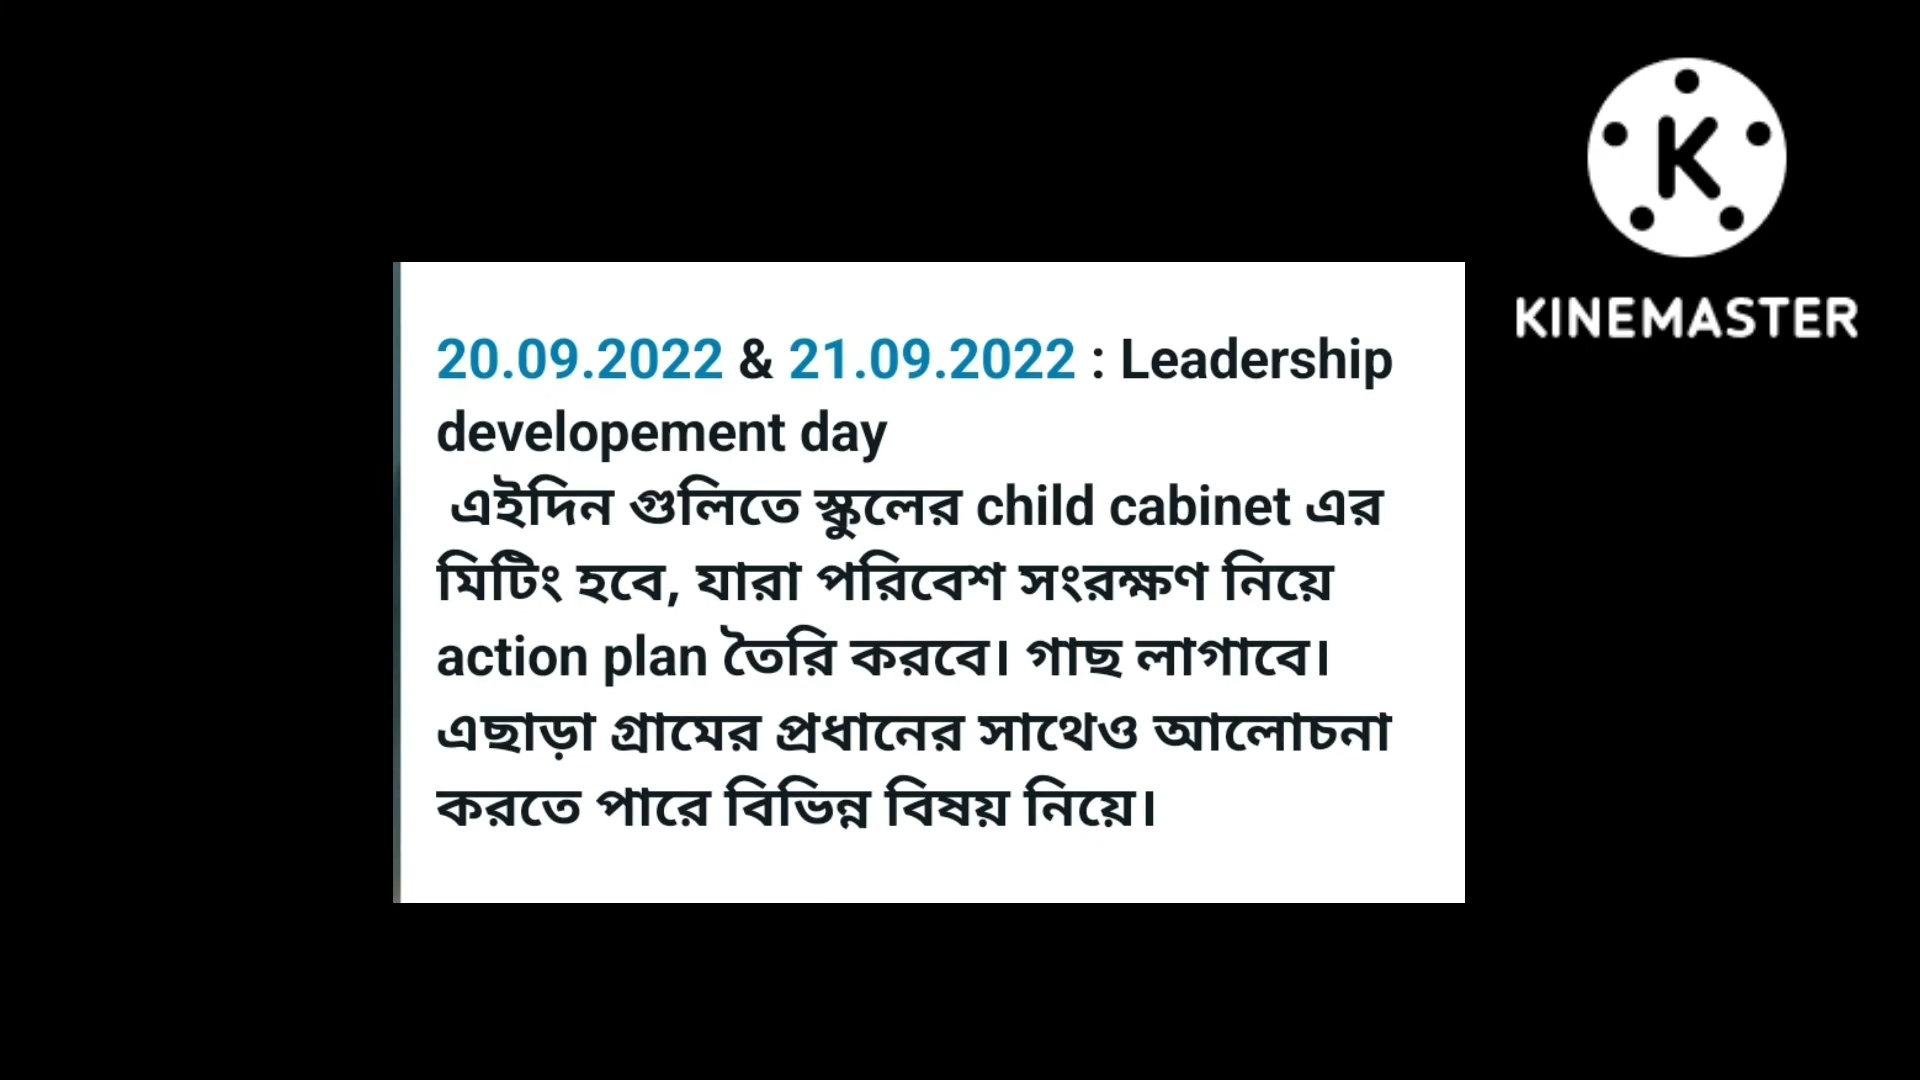 K
KINEMASTER
20.09.2022 & 21.09.2022 : Leadership
developement day
এইদিন গুলিতে স্কুলের child cabinet এর
মিটিং হবে, যারা পরিবেশ সংরক্ষণ নিয়ে
action plan তৈরি করবে। গাছ লাগাবে।
এছাড়া গ্রামের প্রধানের সাথেও আলোচনা
করতে পারে বিভিন্ন বিষয় নিয়ে।